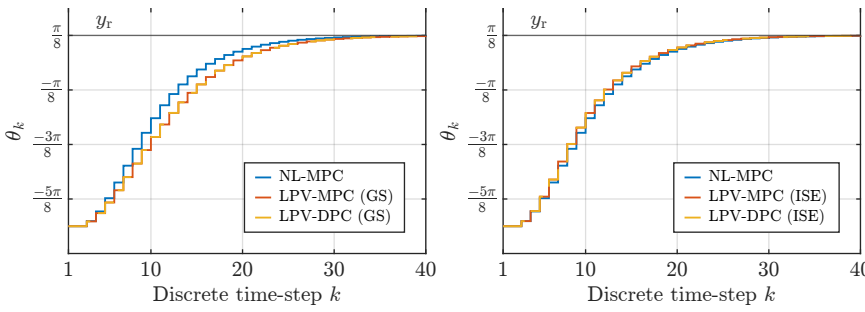 y_r
π/8
−π/8
−3π/8
−5π/8
θ_k
NL-MPC
LPV-MPC (GS)
LPV-DPC (GS)
1 10 20 30 40
Discrete time-step k
y_r
π/8
−π/8
−3π/8
−5π/8
θ_k
NL-MPC
LPV-MPC (ISE)
LPV-DPC (ISE)
1 10 20 30 40
Discrete time-step k